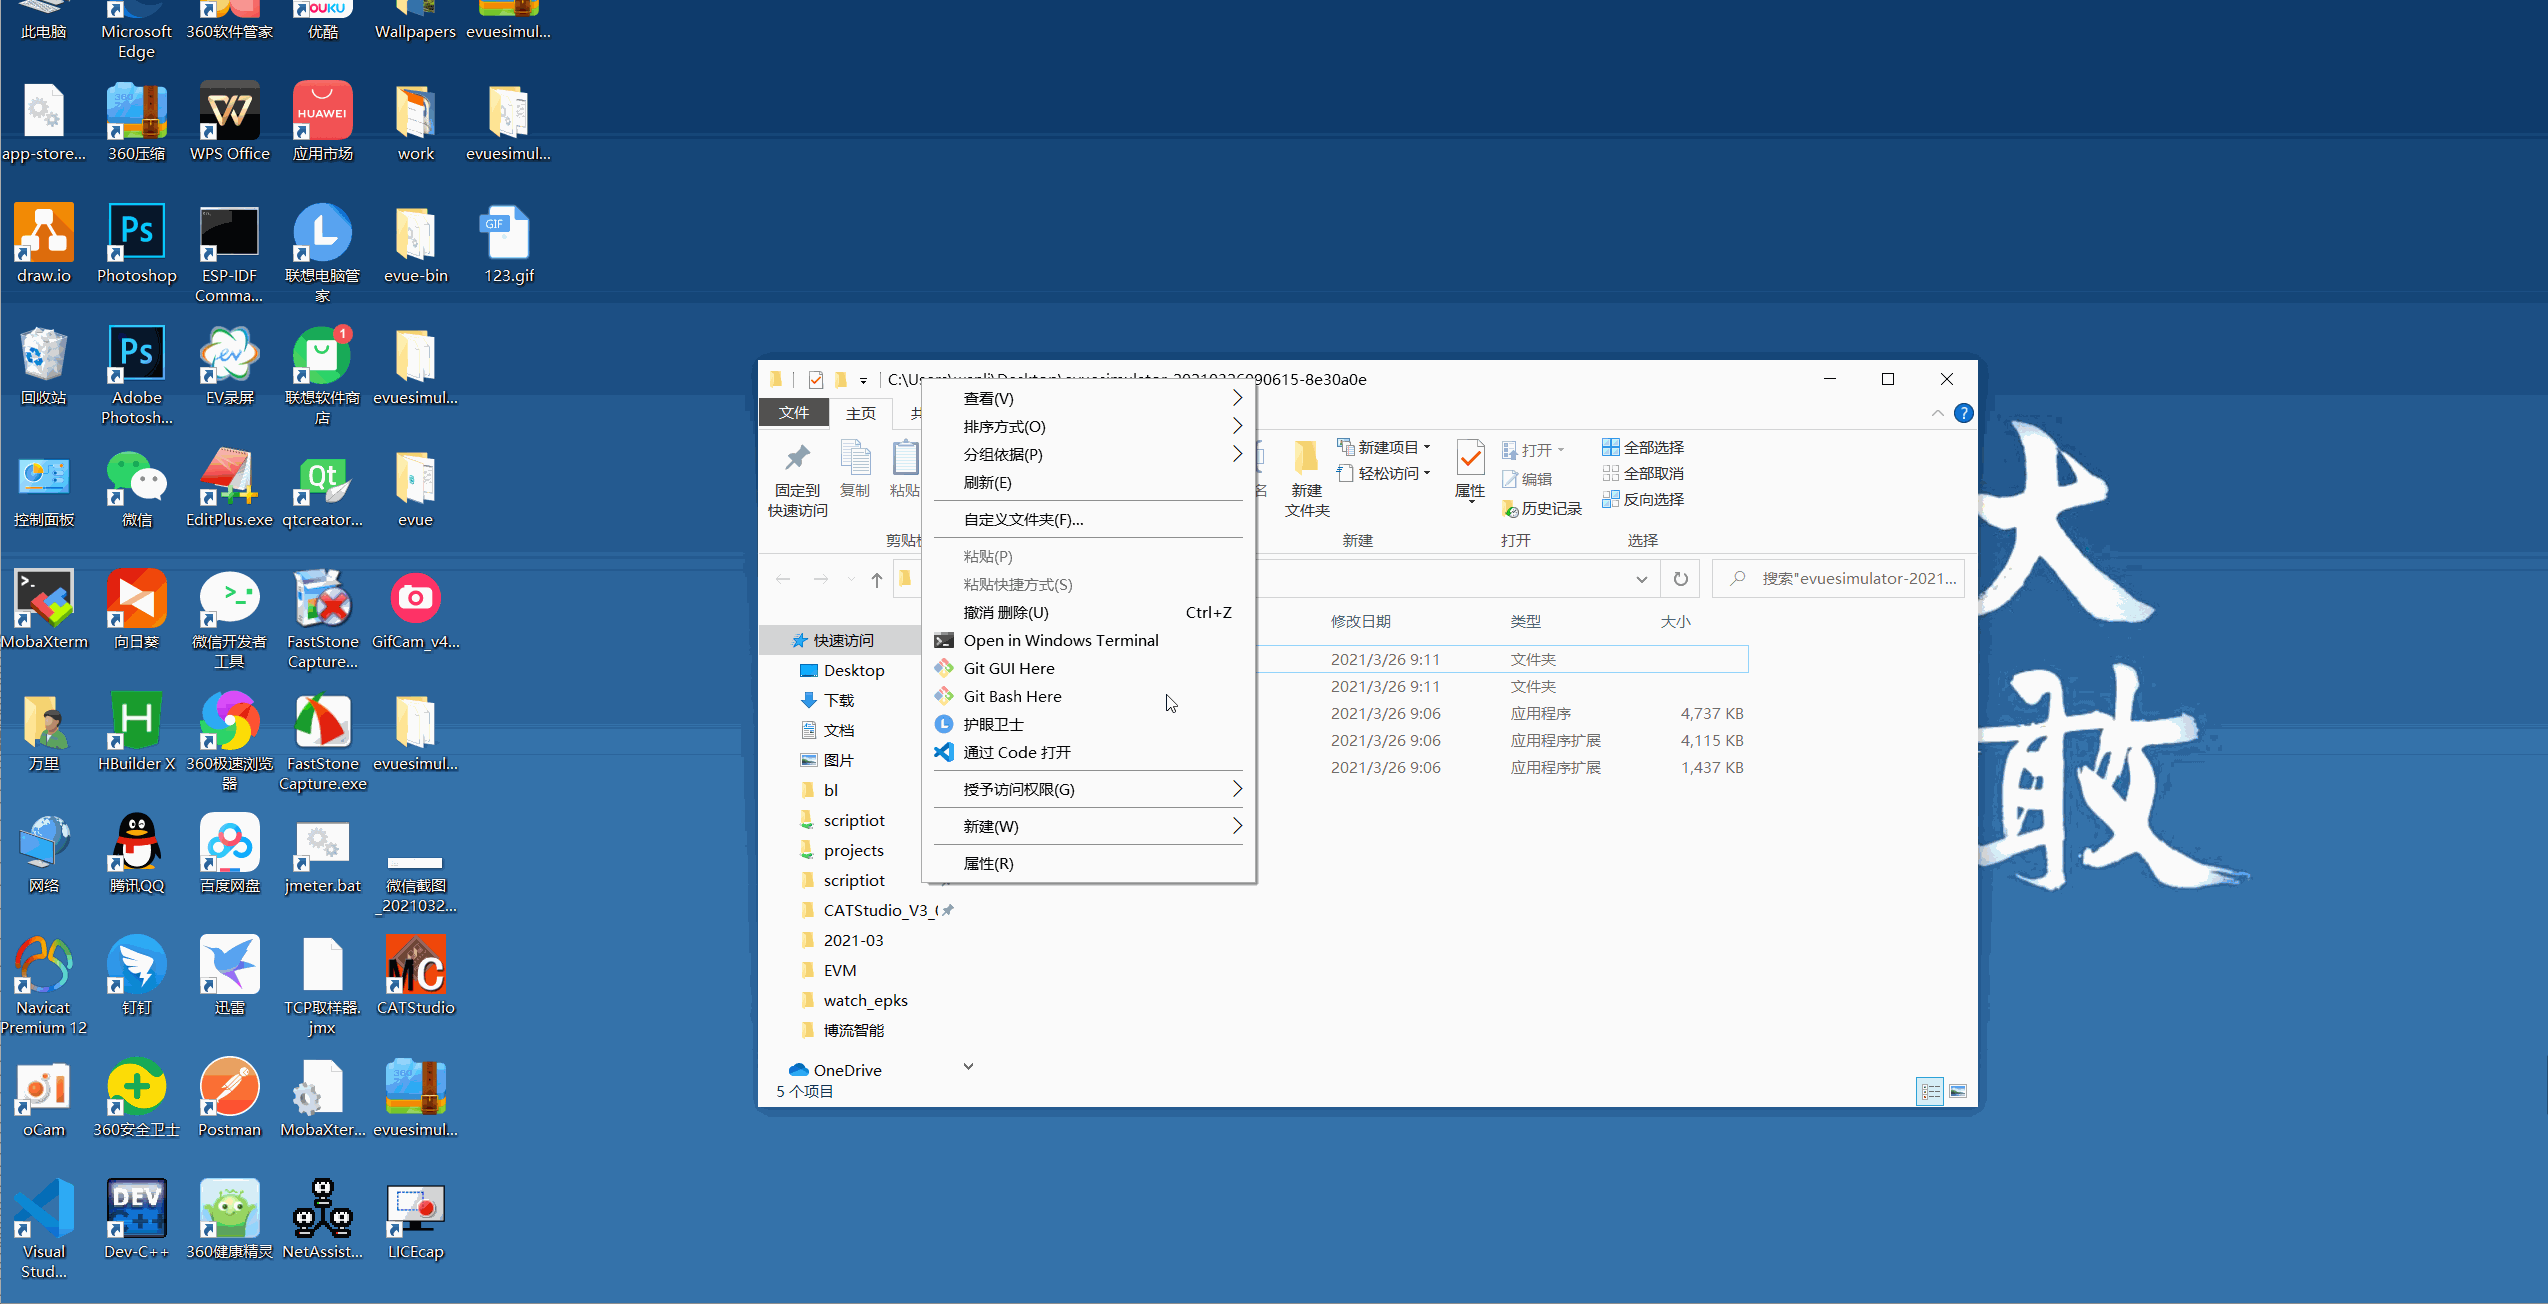 此电脑
Microsoft
Edge
360软件管家
优酷
Wallpapers
evuesimul...
app-store...
360压缩
WPS Office
HUAWEI
应用市场
work
evuesimul...
draw.io
Photoshop
ESP-IDF
Comma...
联想电脑管
家
evue-bin
GIF
123.gif
回收站
Adobe
Photosh...
EV录屏
1
联想软件商
店
evuesimul...
控制面板
微信
EditPlus.exe
Qt
qtcreator...
evue
MobaXterm
向日葵
微信开发者
工具
FastStone
Capture...
GifCam_v4...
万里
HBuilder X
360极速浏览
器
FastStone
Capture.exe
evuesimul...
网络
腾讯QQ
百度网盘
jmeter.bat
微信截图
_2021032...
Navicat
Premium 12
钉钉
迅雷
TCP取样器.
jmx
MC
CATStudio
oCam
360安全卫士
Postman
MobaXter...
evuesimul...
Visual
Stud...
DEV
C++
Dev-C++
360健康精灵
NetAssist...
LICEcap
90615-8e30a0e
文件
主页
固定到
快速访问
复制
粘贴
新建
文件夹
新建项目
轻松访问
新建
属性
打开
编辑
历史记录
打开
全部选择
全部取消
反向选择
选择
搜索"evuesimulator-2021...
修改日期 类型 大小
2021/3/26 9:11 文件夹
2021/3/26 9:11 文件夹
2021/3/26 9:06 应用程序 4,737 KB
2021/3/26 9:06 应用程序扩展 4,115 KB
2021/3/26 9:06 应用程序扩展 1,437 KB
快速访问
Desktop
下载
文档
图片
bl
scriptiot
projects
scriptiot
CATStudio_V3_
2021-03
EVM
watch_epks
博流智能
OneDrive
5 个项目
查看(V)
排序方式(O)
分组依据(P)
刷新(E)
自定义文件夹(F)...
粘贴(P)
粘贴快捷方式(S)
撤消 删除(U) Ctrl+Z
Open in Windows Terminal
Git GUI Here
Git Bash Here
护眼卫士
通过 Code 打开
授予访问权限(G)
新建(W)
属性(R)
敢